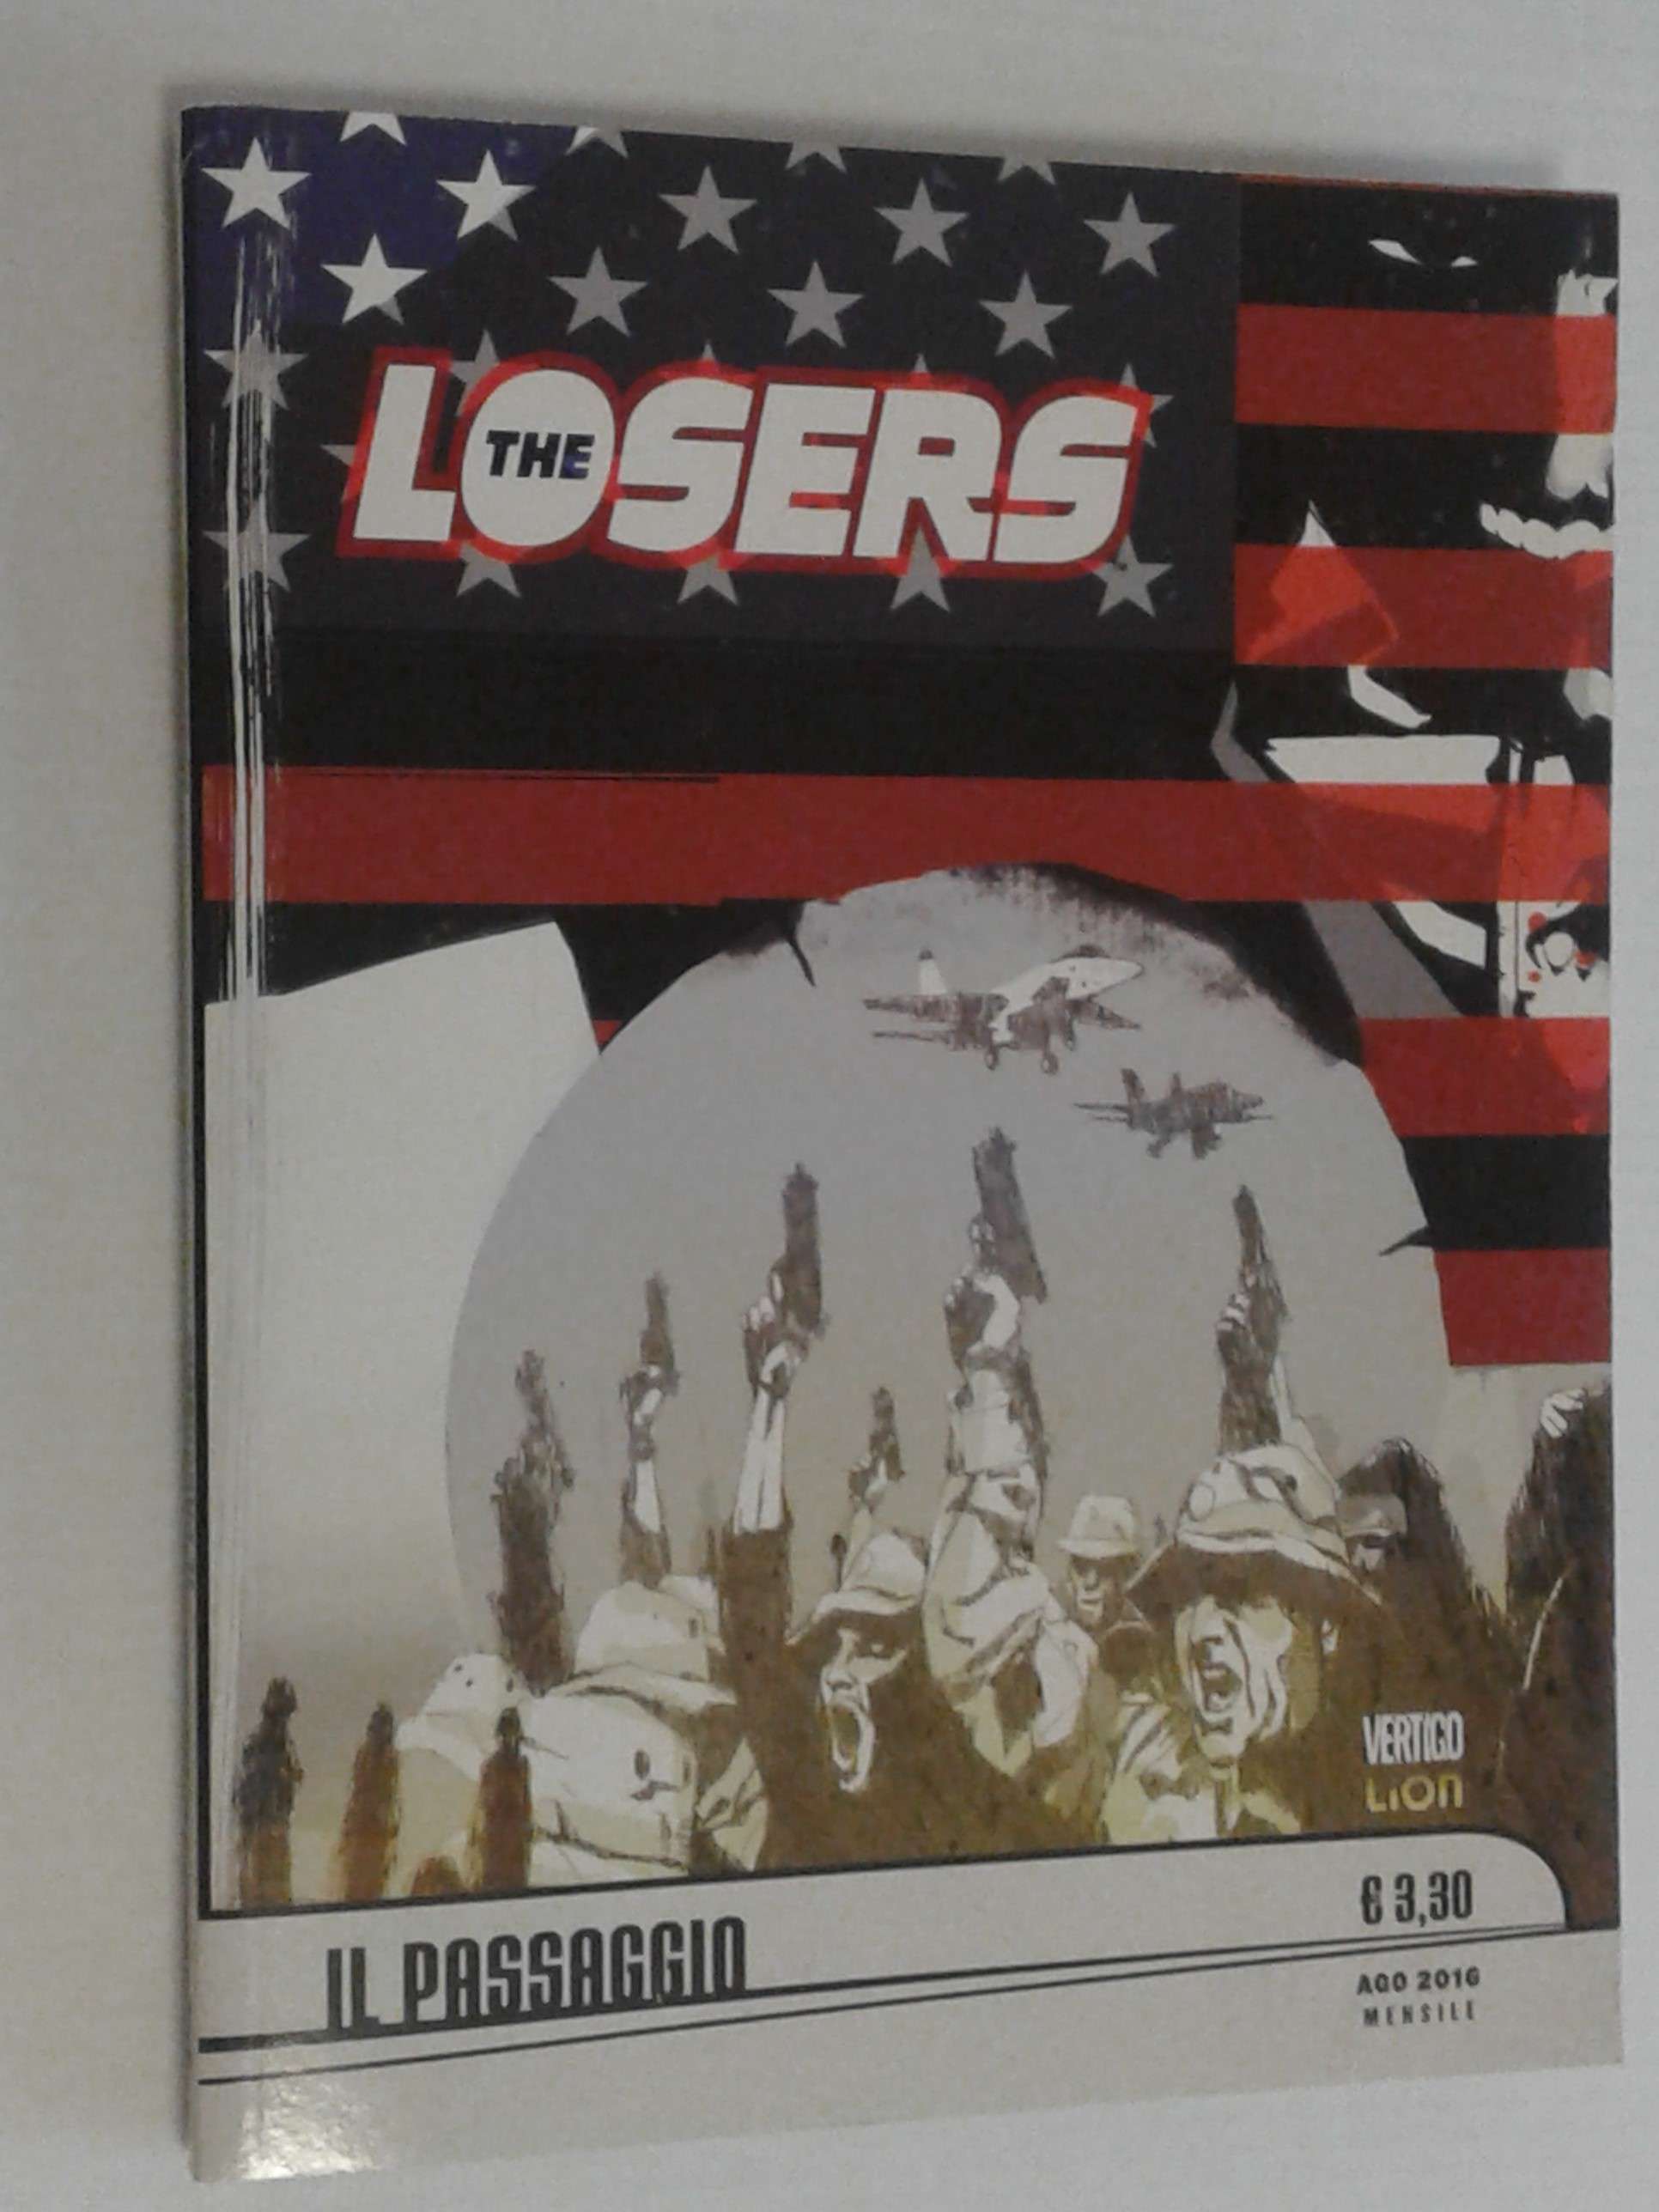 THE LOSERS
VERTIGO
LION
€ 3,30
IL PASSAGGIO
AGO 2016
MENSILE